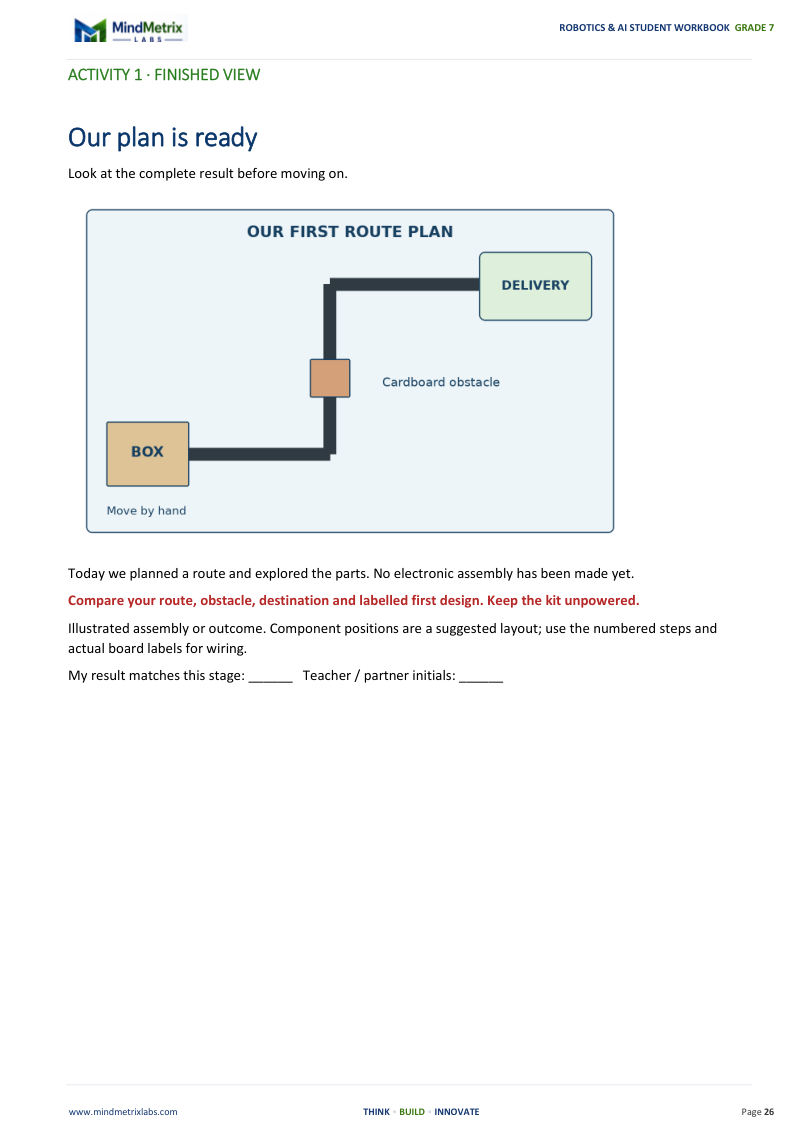 MindMetrix
LABS
ROBOTICS & AI STUDENT WORKBOOK GRADE 7
ACTIVITY 1 · FINISHED VIEW
Our plan is ready
Look at the complete result before moving on.
OUR FIRST ROUTE PLAN
DELIVERY
Cardboard obstacle
BOX
Move by hand
Today we planned a route and explored the parts. No electronic assembly has been made yet.
Compare your route, obstacle, destination and labelled first design. Keep the kit unpowered.
Illustrated assembly or outcome. Component positions are a suggested layout; use the numbered steps and
actual board labels for wiring.
My result matches this stage: ______ Teacher / partner initials: ______
www.mindmetrixlabs.com
THINK • BUILD • INNOVATE
Page 26